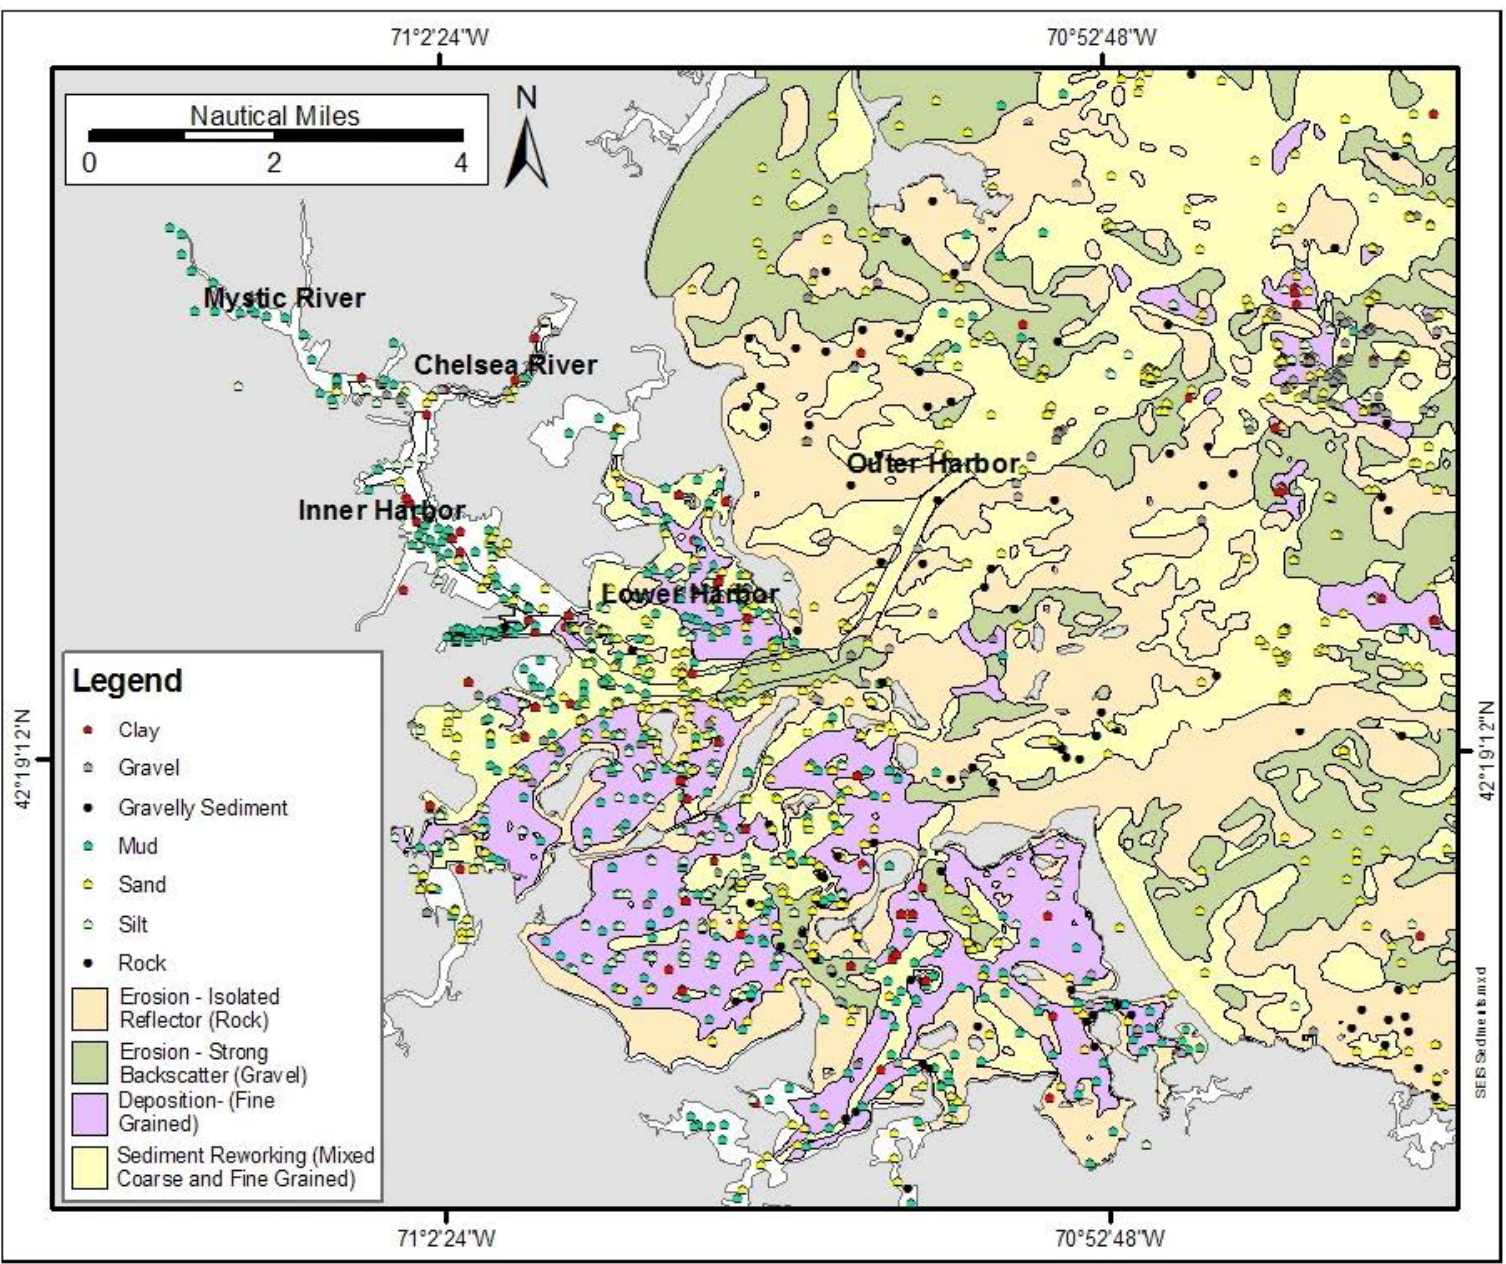 71°2'24"W
70°52'48"W
Nautical Miles
0
2
4
N
Mystic River
Chelsea River
Outer Harbor
Inner Harbor
Lower Harbor
Legend
Clay
Gravel
Gravelly Sediment
Mud
Sand
Silt
Rock
Erosion - Isolated
Reflector (Rock)
Erosion - Strong
Backscatter (Gravel)
Deposition- (Fine
Grained)
Sediment Reworking (Mixed
Coarse and Fine Grained)
42°19'12"N
42°19'12"N
SEISSediments.mxd
71°2'24"W
70°52'48"W